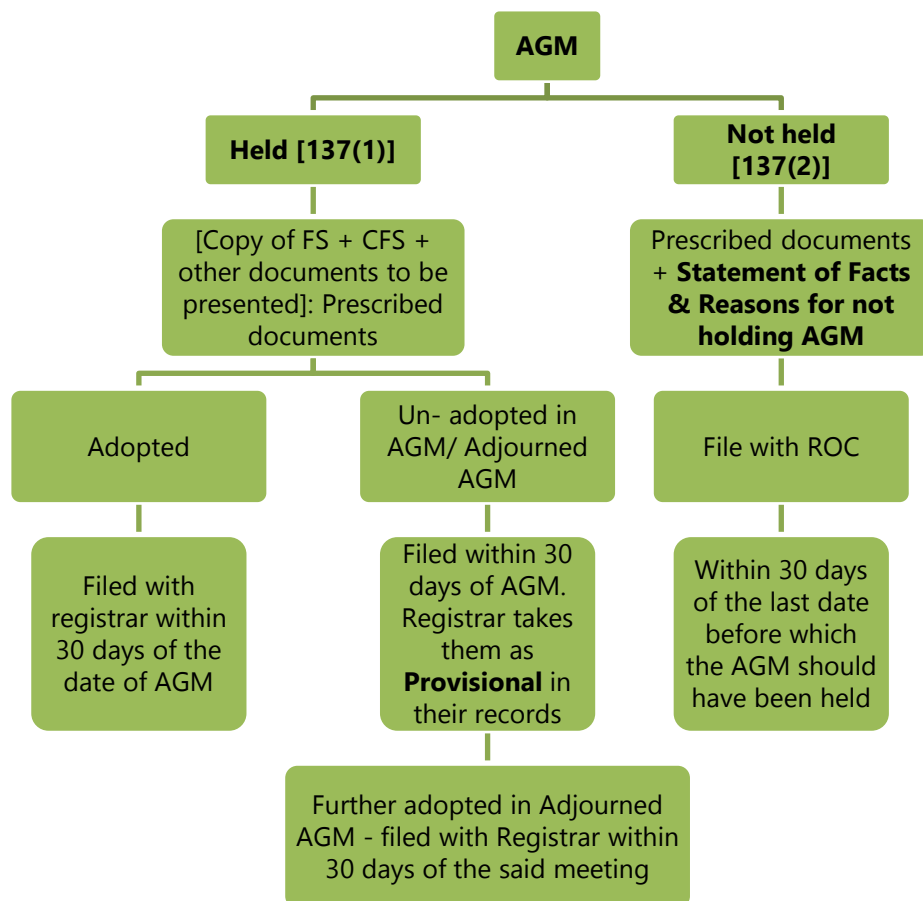 AGM
Held [137(1)]
Not held
[137(2)]
[Copy of FS + CFS +
other documents to be
presented]: Prescribed
documents
Prescribed documents
+ Statement of Facts
& Reasons for not
holding AGM
Adopted
Un- adopted in
AGM/ Adjourned
AGM
File with ROC
Filed with
registrar within
30 days of the
date of AGM
Filed within 30
days of AGM.
Registrar takes
them as
Provisional in
their records
Within 30 days
of the last date
before which
the AGM should
have been held
Further adopted in Adjourned
AGM - filed with Registrar within
30 days of the said meeting